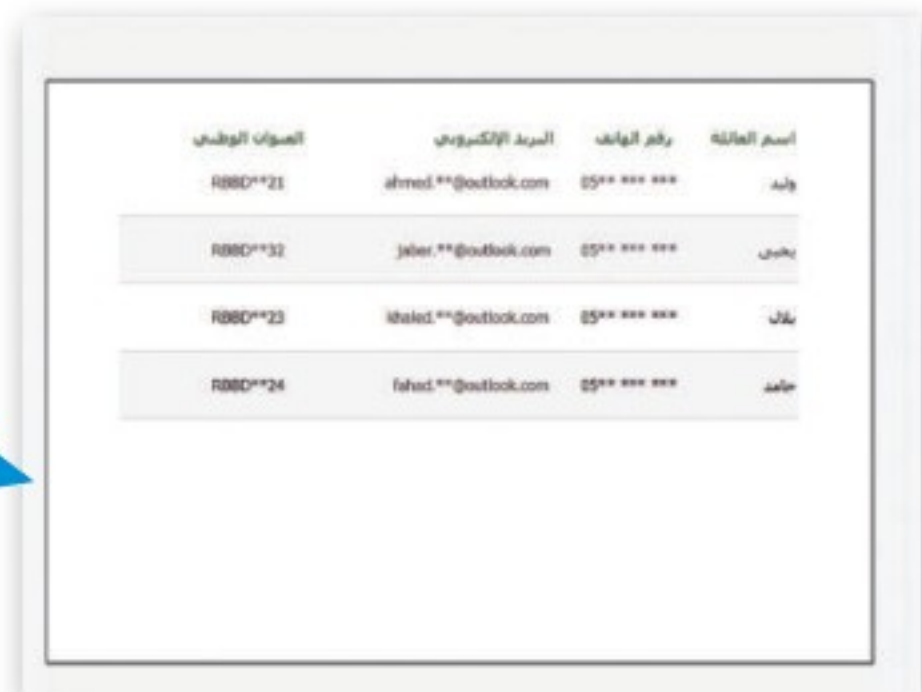 اسم العائلة رقم الهاتف البريد الإلكتروني العنوان الوطني
وليد 05** *** *** ahmed.**@outlook.com RBBD**21
يحيى 05** *** *** jaber.**@outlook.com RBBD**32
بلال 05** *** *** khaled.**@outlook.com RBBD**23
حامد 05** *** *** fahad.**@outlook.com RBBD**24